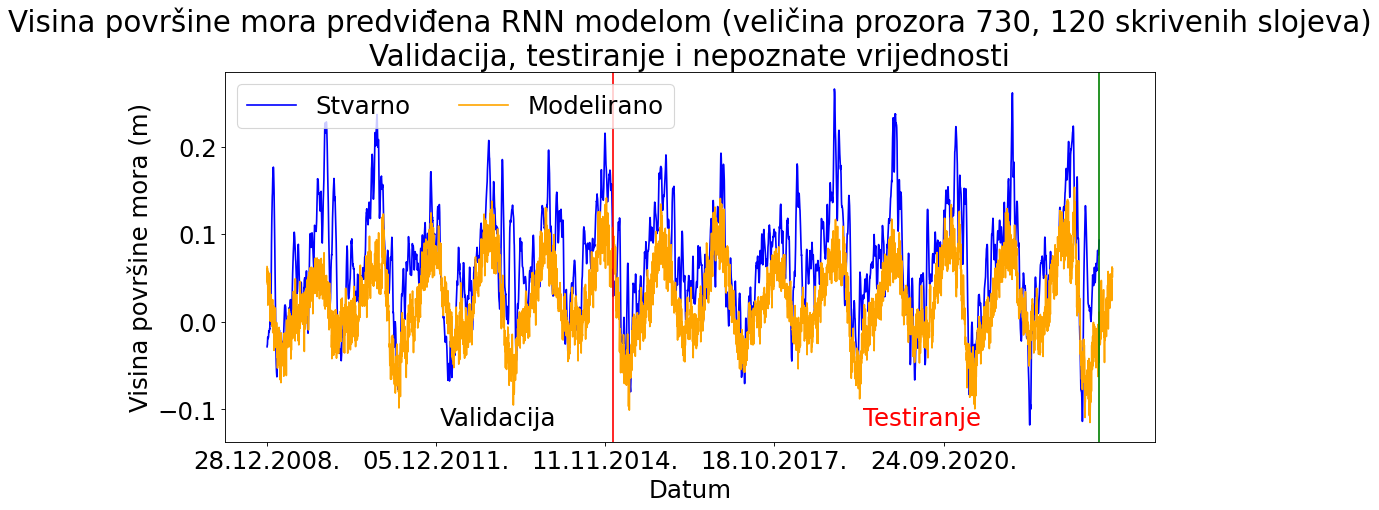 Visina površine mora predviđena RNN modelom (veličina prozora 730, 120 skrivenih slojeva)
Validacija, testiranje i nepoznate vrijednosti
Stvarno
Modelirano
Visina površine mora (m)
0.2
0.1
0.0
−0.1
Validacija
Testiranje
28.12.2008.
05.12.2011.
11.11.2014.
18.10.2017.
24.09.2020.
Datum